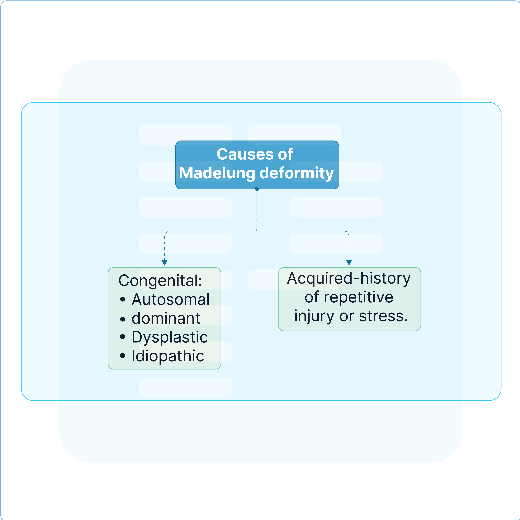 Causes of
Madelung deformity
Congenital:
• Autosomal
• dominant
• Dysplastic
• Idiopathic
Acquired-history
of repetitive
injury or stress.